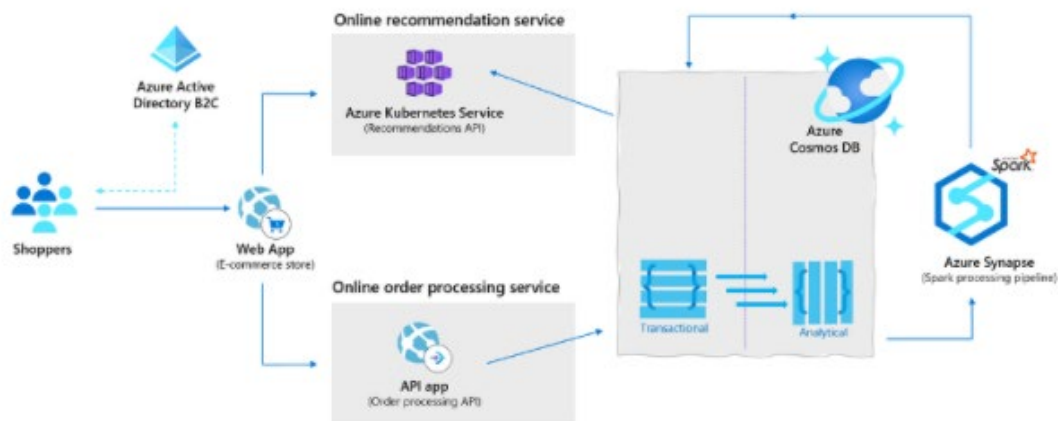 Online recommendation service
Azure Active
Directory B2C
Azure Kubernetes Service
(Recommendations API)
Azure
Cosmos DB
Spark
Shoppers
Web App
(E-commerce store)
Azure Synapse
(Spark processing pipeline)
Online order processing service
Transactional
Analytical
API app
(Order processing API)